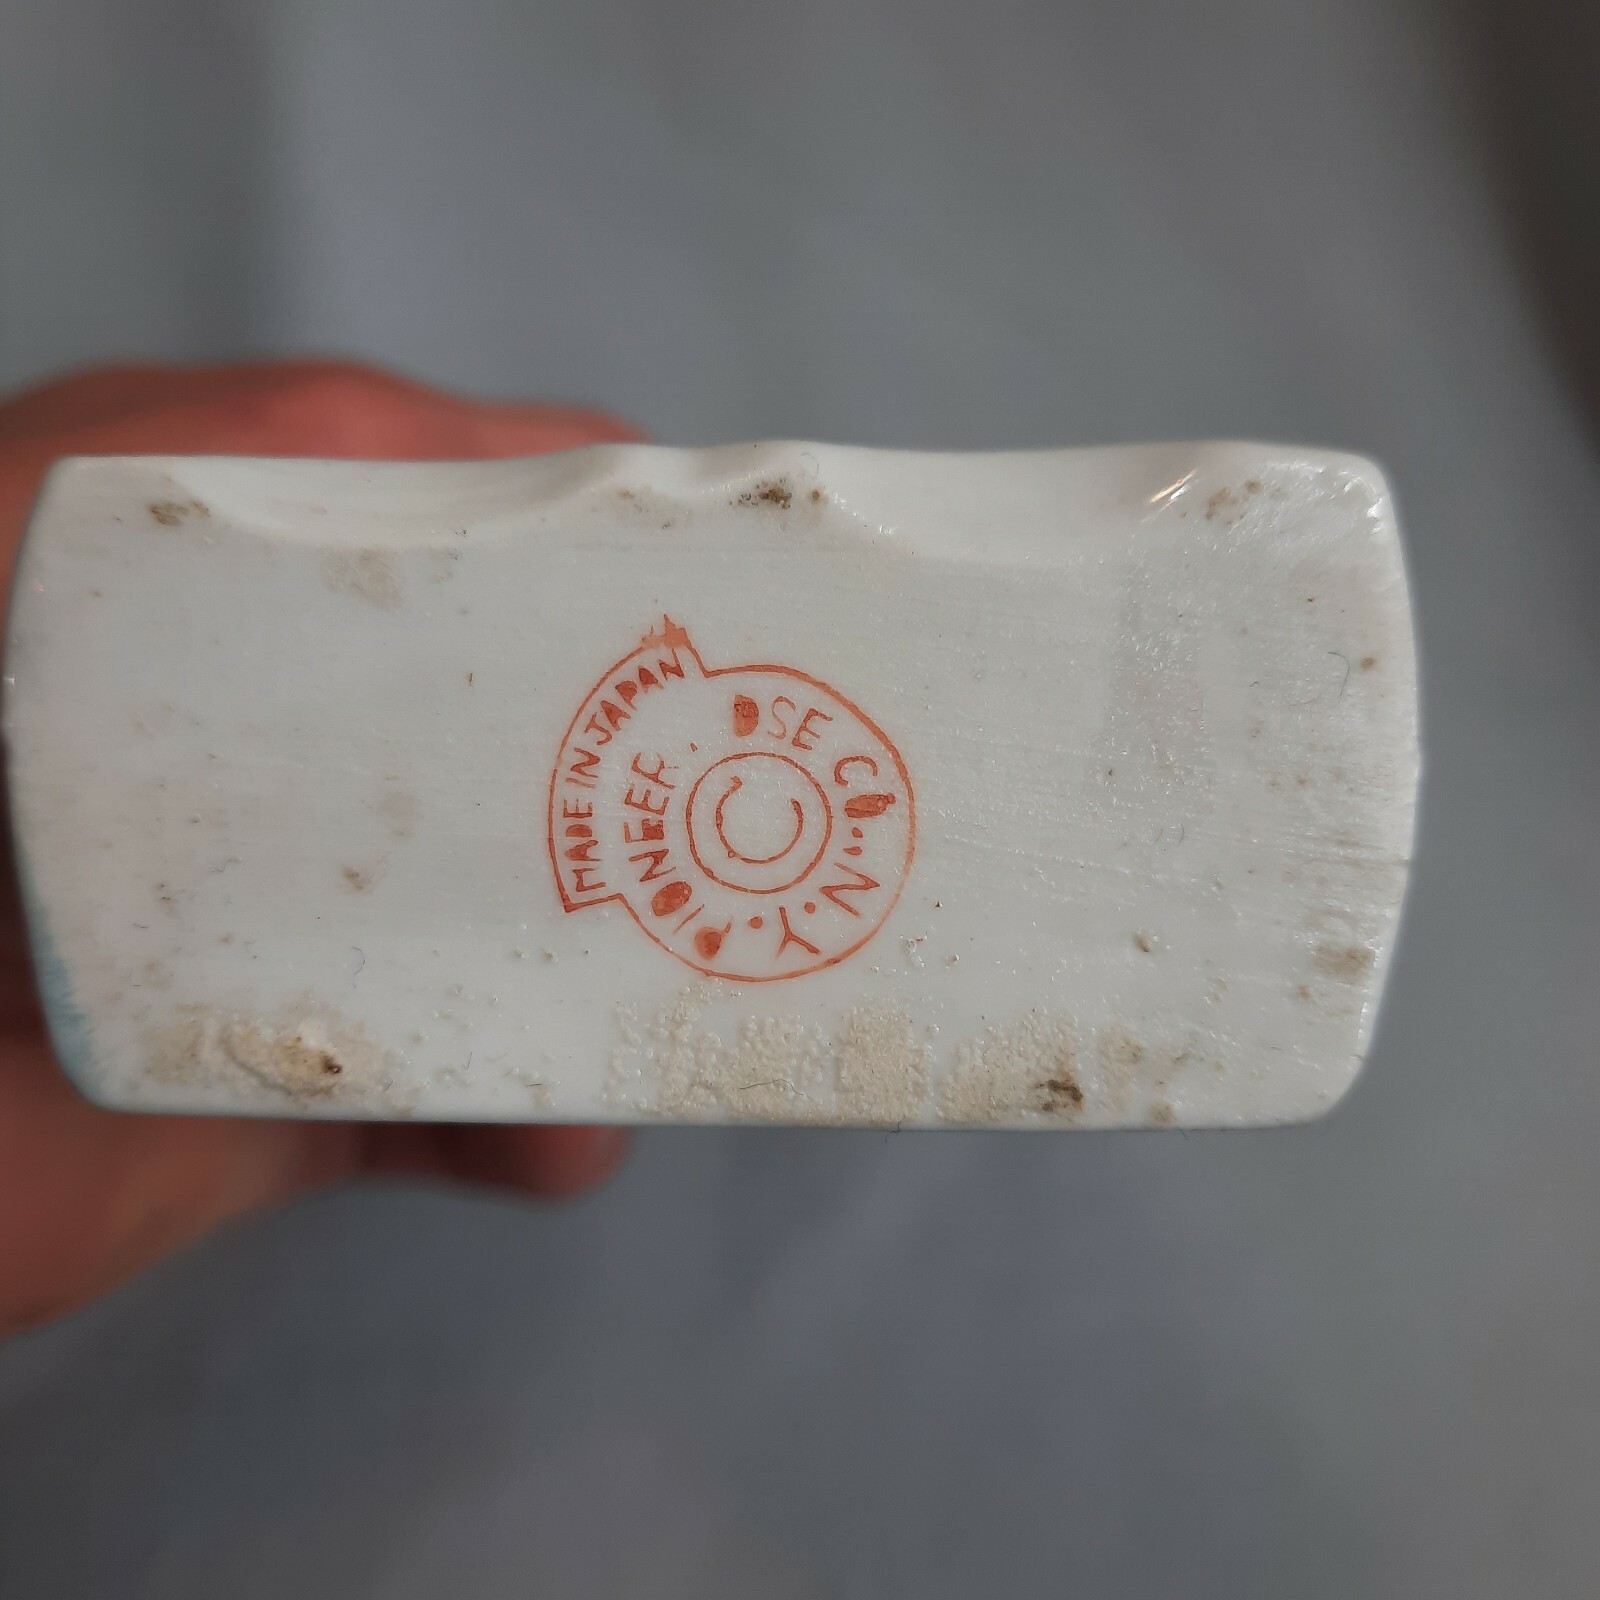 MADE IN JAPAN
PIONEER. DSE CO.. N.Y.
C